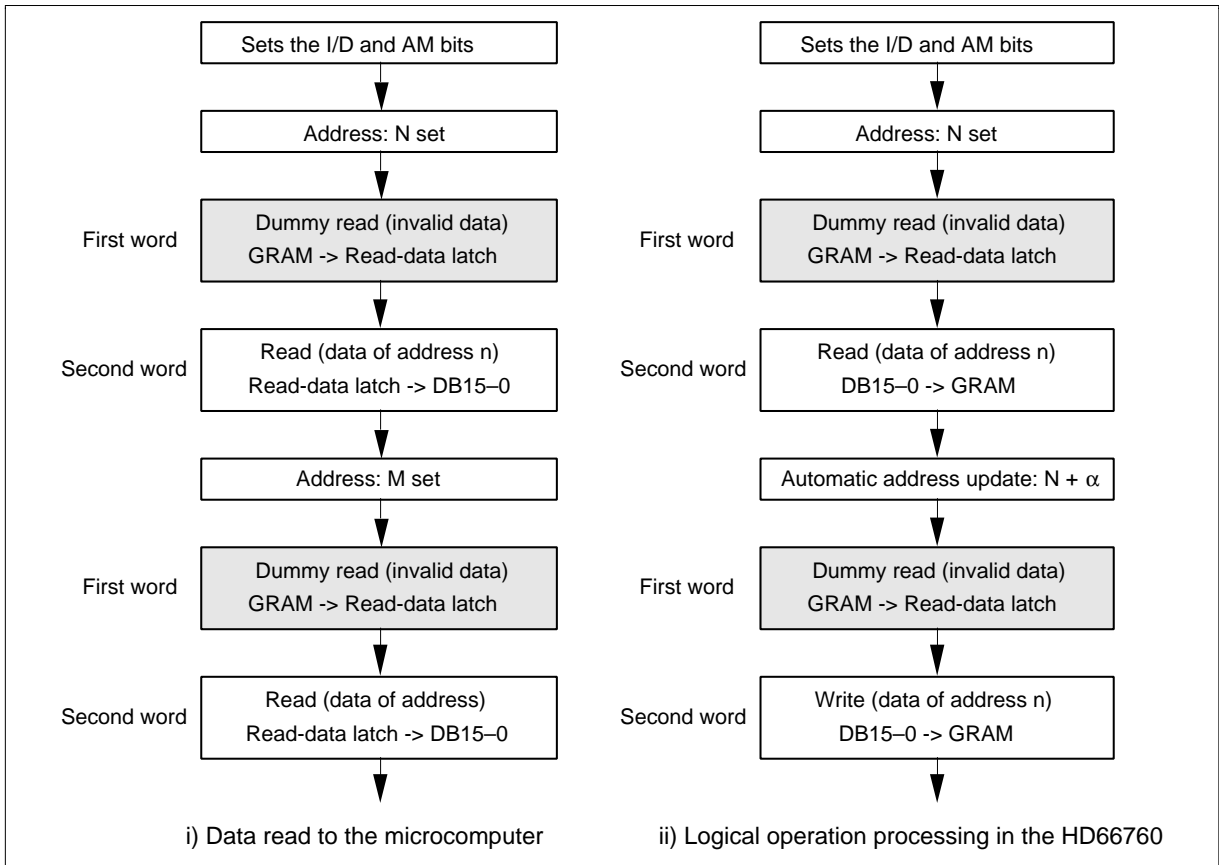 Sets the I/D and AM bits
Address: N set
First word
Dummy read (invalid data)
GRAM -> Read-data latch
Second word
Read (data of address n)
Read-data latch -> DB15–0
Address: M set
First word
Dummy read (invalid data)
GRAM -> Read-data latch
Second word
Read (data of address)
Read-data latch -> DB15–0
i) Data read to the microcomputer
Sets the I/D and AM bits
Address: N set
First word
Dummy read (invalid data)
GRAM -> Read-data latch
Second word
Read (data of address n)
DB15–0 -> GRAM
Automatic address update: N + α
First word
Dummy read (invalid data)
GRAM -> Read-data latch
Second word
Write (data of address n)
DB15–0 -> GRAM
ii) Logical operation processing in the HD66760